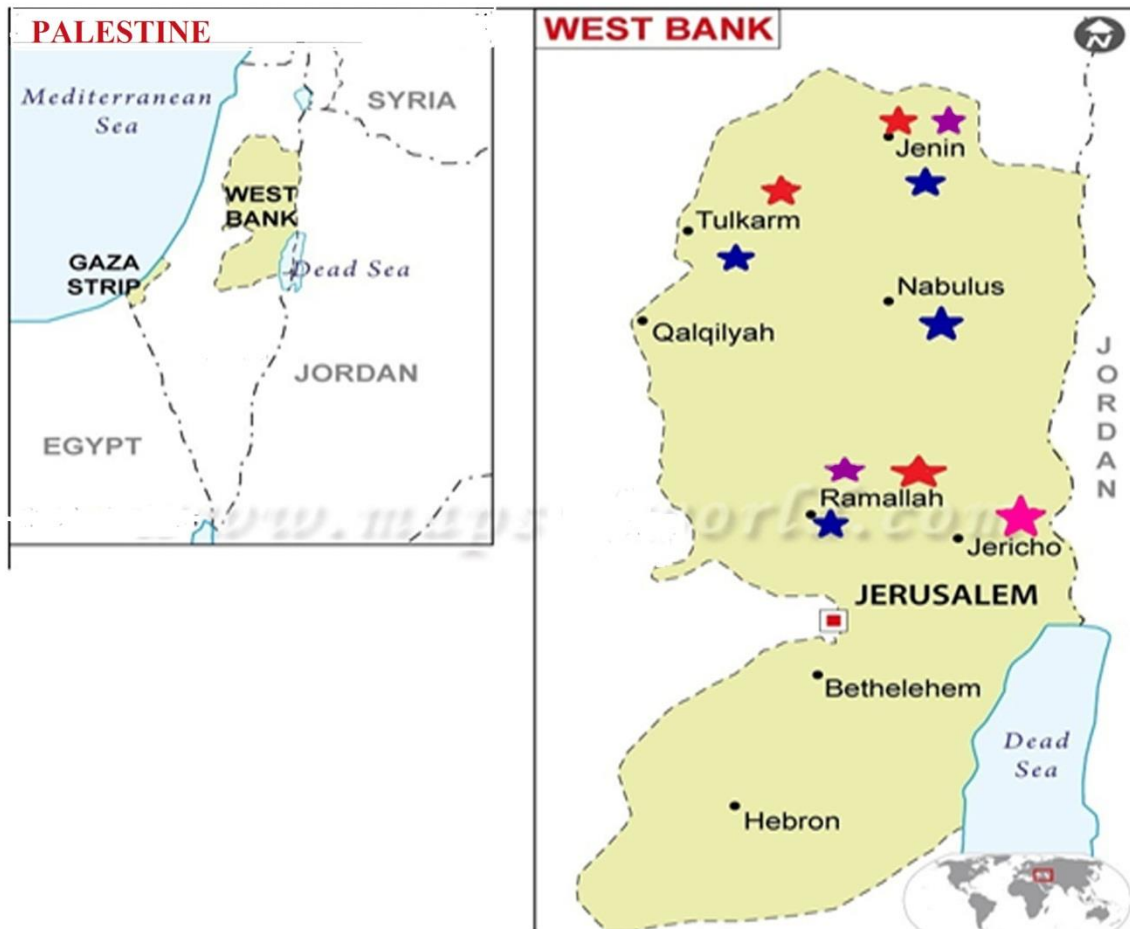 PALESTINE
Mediterranean
Sea
SYRIA
WEST
BANK
GAZA
STRIP
Dead Sea
JORDAN
EGYPT
WEST BANK
N
Jenin
Tulkarm
Nabulus
Qalqilyah
JORDAN
Ramallah
Jericho
JERUSALEM
Bethelehem
Dead
Sea
Hebron